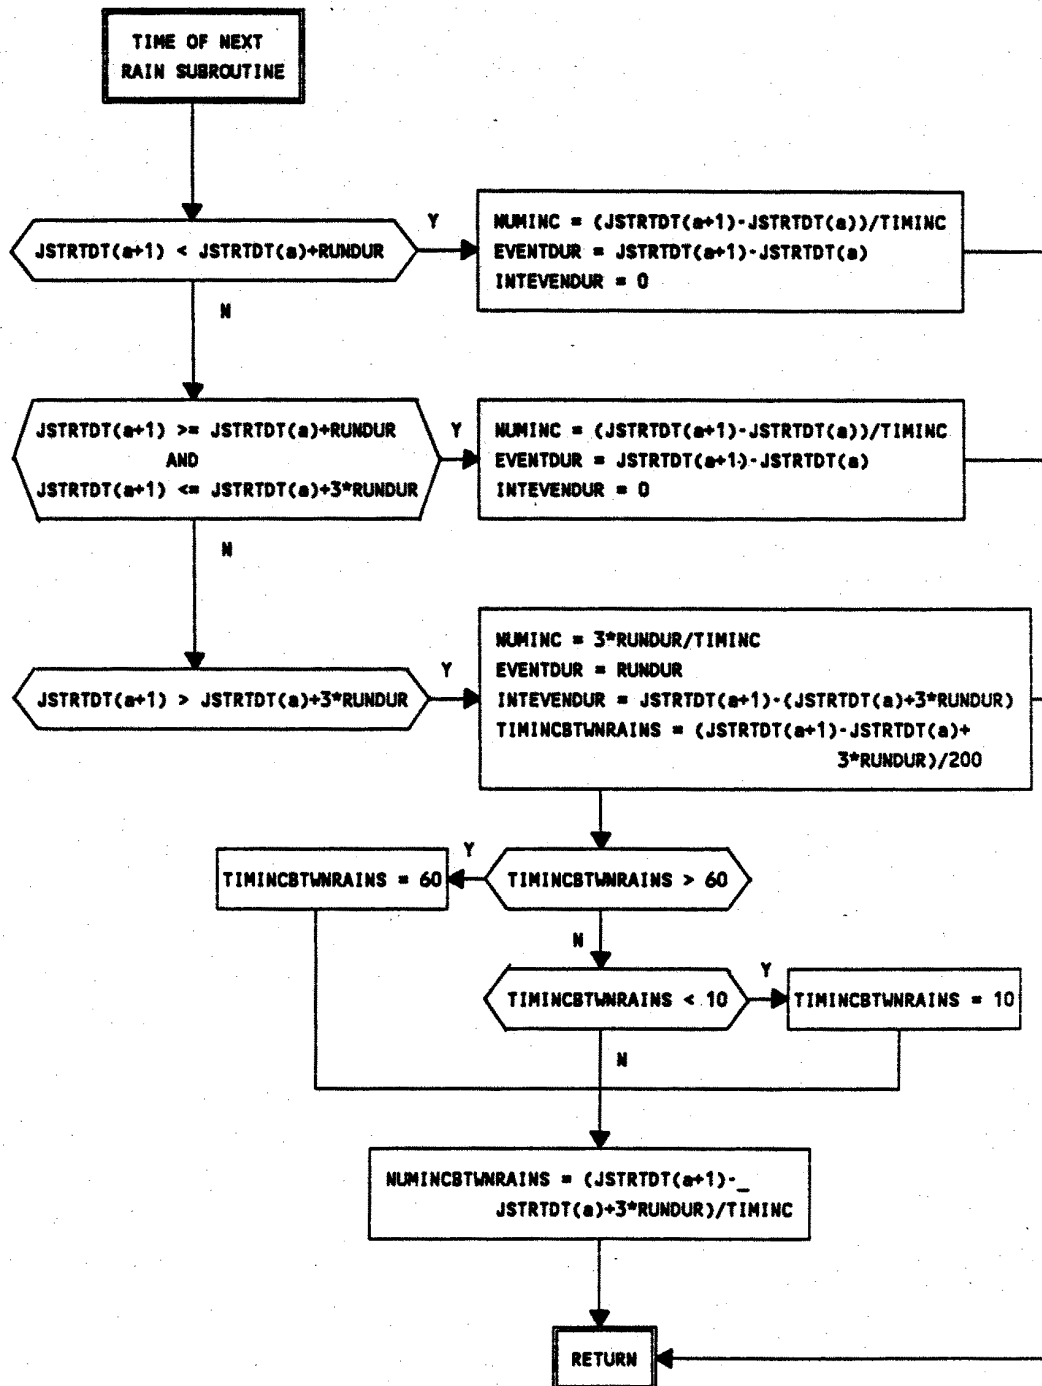 TIME OF NEXT
RAIN SUBROUTINE
JSTRTDT(a+1) < JSTRTDT(a)+RUNDUR
Y
NUMINC = (JSTRTDT(a+1)-JSTRTDT(a))/TIMINC
EVENTDUR = JSTRTDT(a+1)-JSTRTDT(a)
INTEVENDUR = 0
N
JSTRTDT(a+1) >= JSTRTDT(a)+RUNDUR
AND
JSTRTDT(a+1) <= JSTRTDT(a)+3*RUNDUR
Y
NUMINC = (JSTRTDT(a+1)-JSTRTDT(a))/TIMINC
EVENTDUR = JSTRTDT(a+1)-JSTRTDT(a)
INTEVENDUR = 0
N
JSTRTDT(a+1) > JSTRTDT(a)+3*RUNDUR
Y
NUMINC = 3*RUNDUR/TIMINC
EVENTDUR = RUNDUR
INTEVENDUR = JSTRTDT(a+1)-(JSTRTDT(a)+3*RUNDUR)
TIMINCBTWNRAINS = (JSTRTDT(a+1)-JSTRTDT(a)+
3*RUNDUR)/200
TIMINCBTWNRAINS = 60
Y
TIMINCBTWNRAINS > 60
N
TIMINCBTWNRAINS < 10
Y
TIMINCBTWNRAINS = 10
N
NUMINCBTWNRAINS = (JSTRTDT(a+1)-_
JSTRTDT(a)+3*RUNDUR)/TIMINC
RETURN